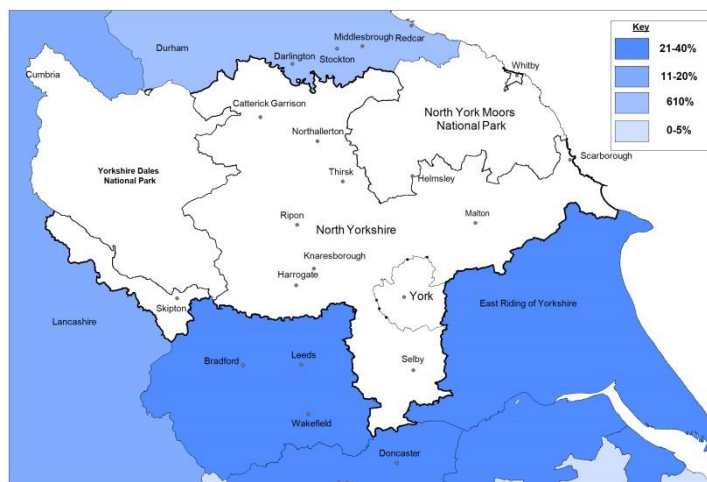 Durham
Middlesbrough
Redcar
Darlington
Stockton
Cumbria
Whitby
Key
21-40%
11-20%
610%
0-5%
Catterick Garrison
North York Moors
National Park
Northallerton
Scarborough
Yorkshire Dales
National Park
Thirsk
Helmsley
Ripon
North Yorkshire
Malton
Knaresborough
Harrogate
York
Skipton
East Riding of Yorkshire
Lancashire
Bradford
Leeds
Selby
Wakefield
Doncaster